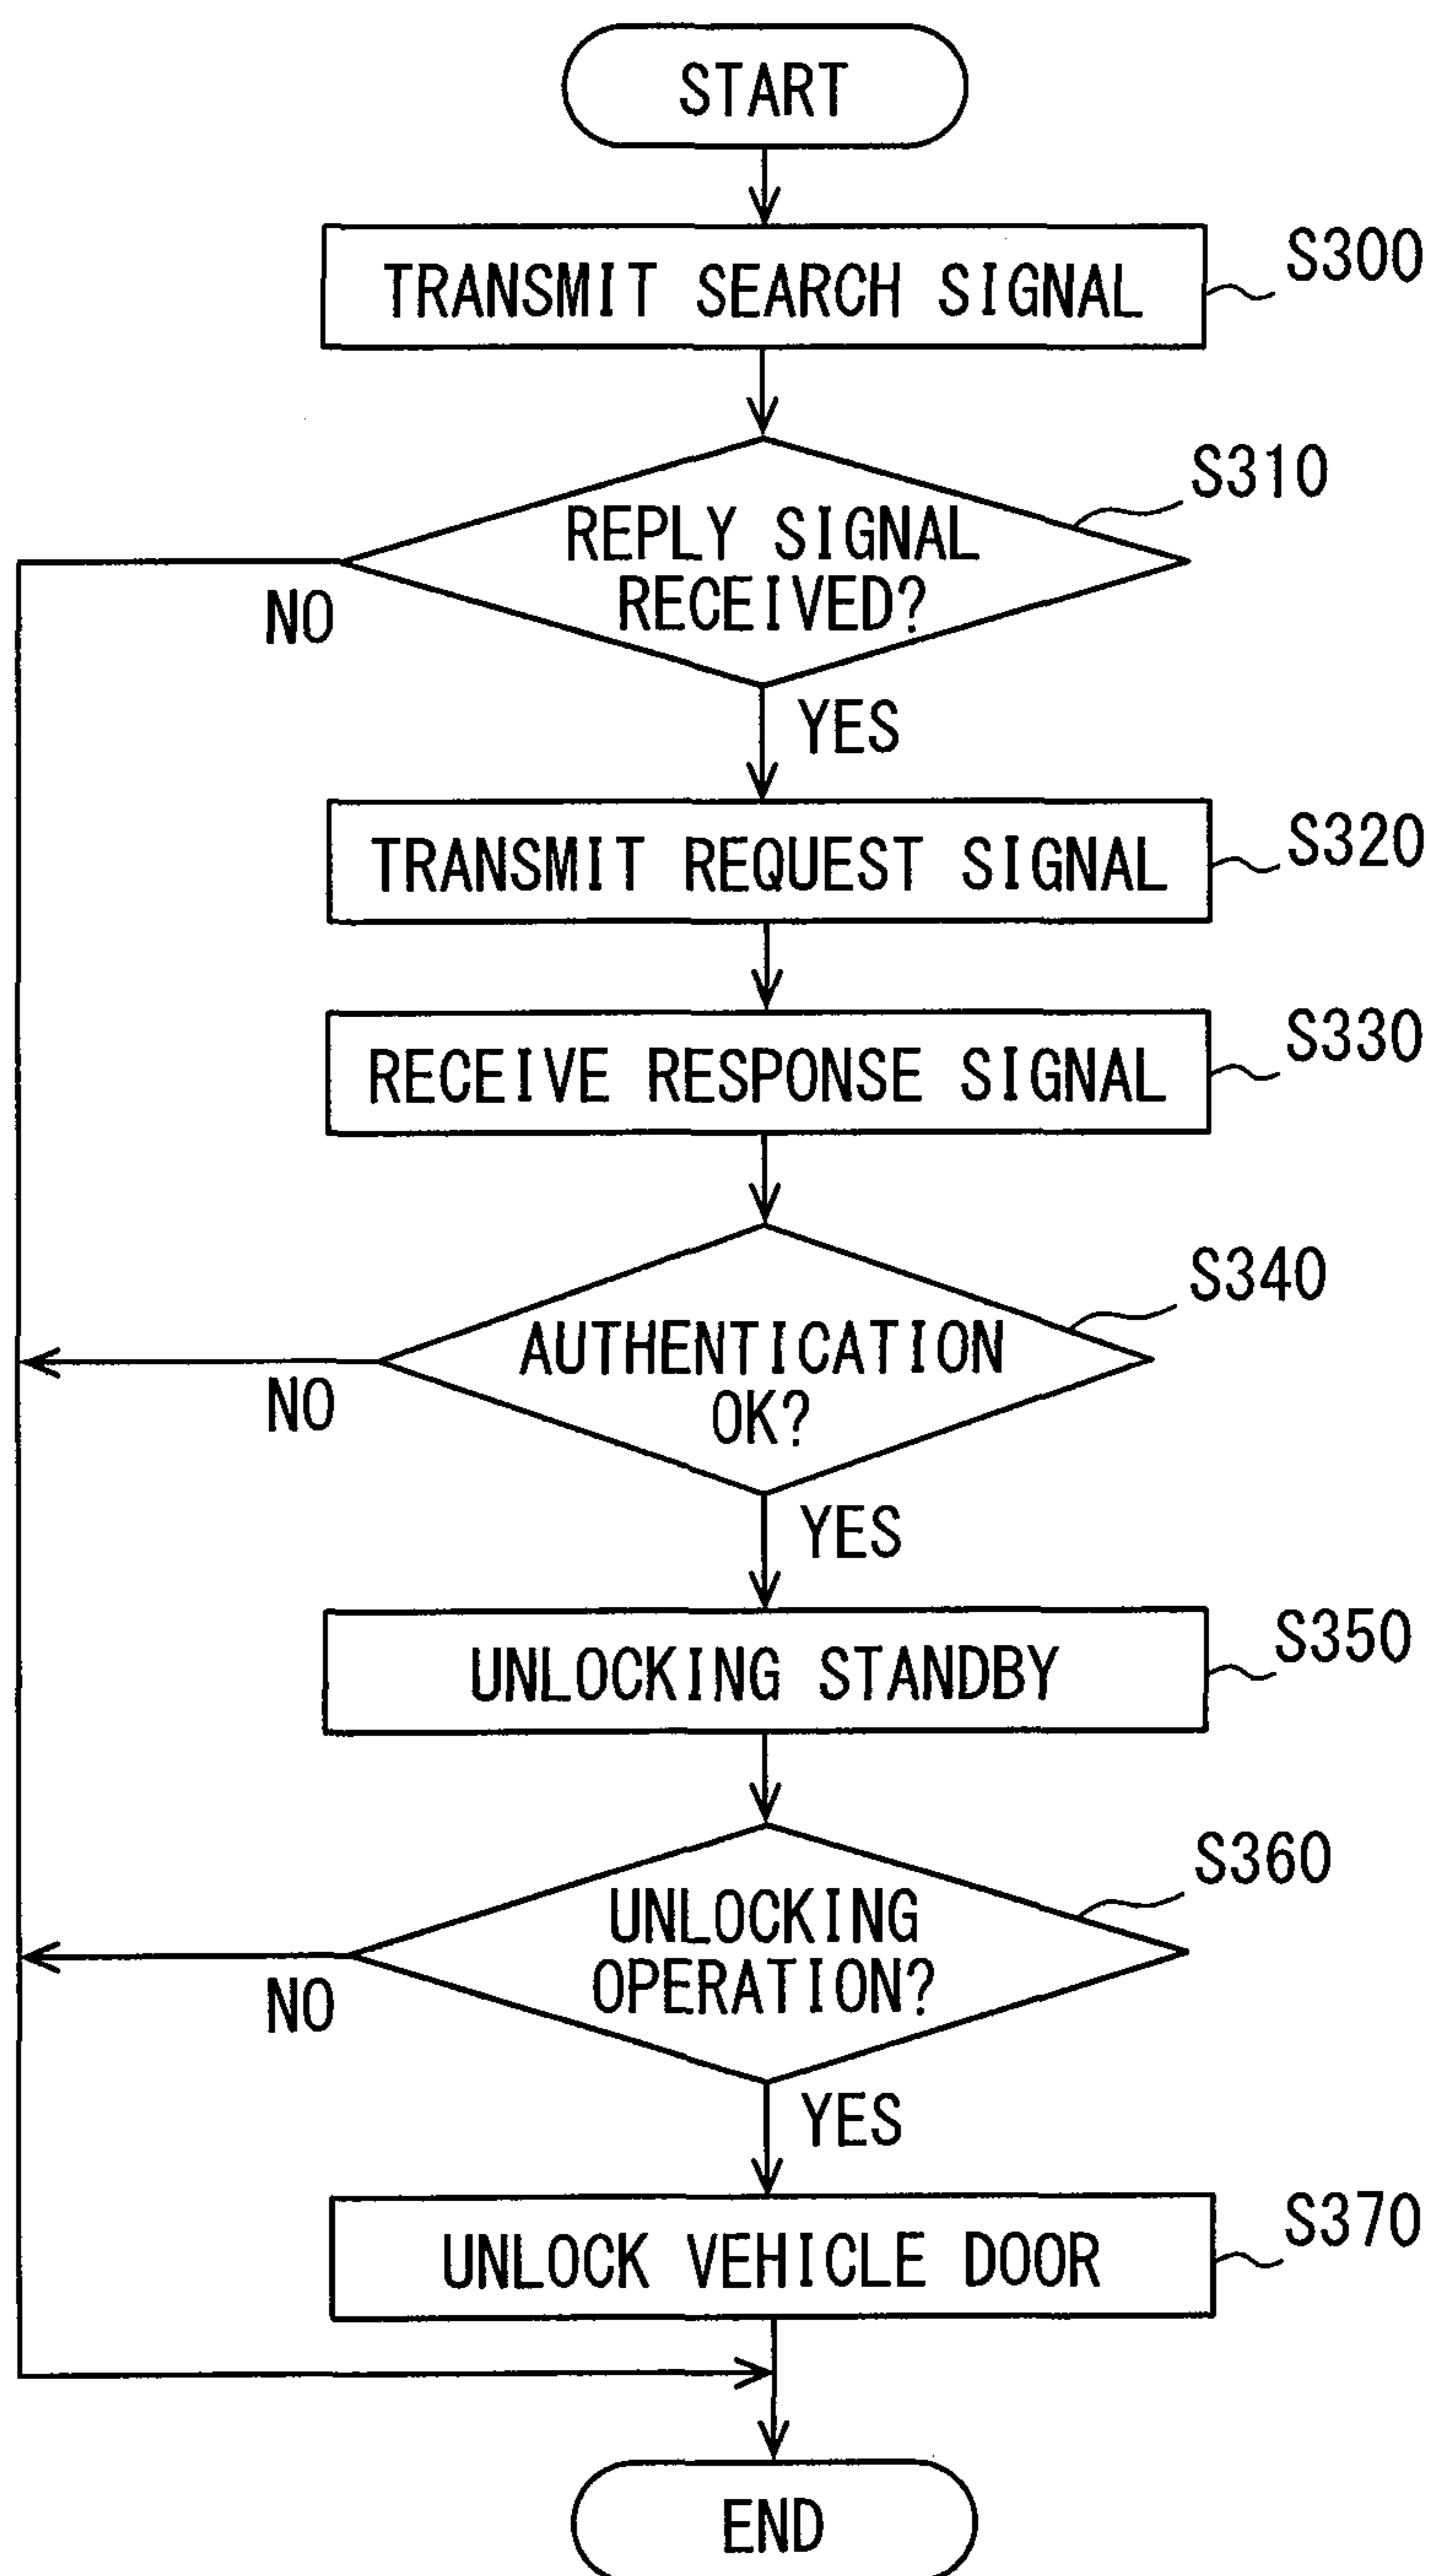 START
TRANSMIT SEARCH SIGNAL
S300
REPLY SIGNAL
RECEIVED?
S310
NO
YES
TRANSMIT REQUEST SIGNAL
S320
RECEIVE RESPONSE SIGNAL
S330
AUTHENTICATION
OK?
S340
NO
YES
UNLOCKING STANDBY
S350
UNLOCKING
OPERATION?
S360
NO
YES
UNLOCK VEHICLE DOOR
S370
END